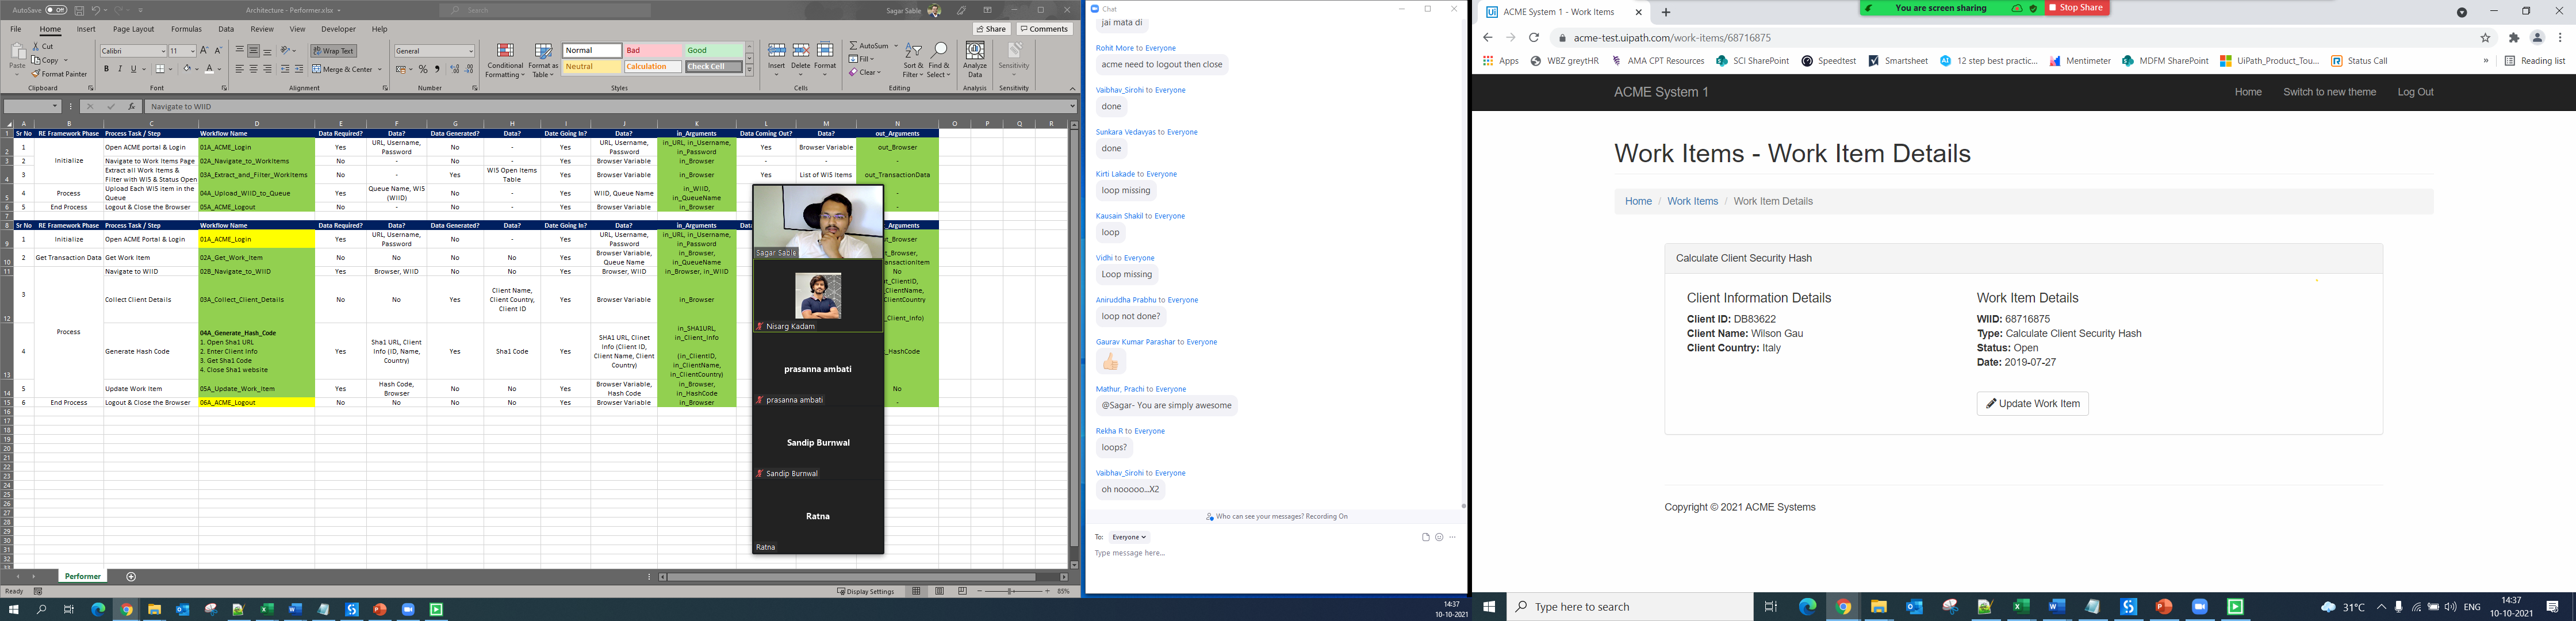 AutoSave Off
Architecture - Performer.xlsx
Search
Sagar Sable
File Home Insert Page Layout Formulas Data Review View Developer Help
Share Comments
Paste
Cut
Copy
Format Painter
Calibri 11
B I U
Wrap Text
Merge & Center
General
Conditional Formatting
Format as Table
Normal Bad Good
Neutral Calculation Check Cell
Insert Delete Format
AutoSum
Fill
Clear
Sort & Filter
Find & Select
Analyze Data
Sensitivity
Clipboard Font Alignment Number Styles Cells Editing Analysis Sensitivity
fx Navigate to WIID
A B C D E F G H I J K L M N O P Q R
Sr No RE Framework Phase Process Task / Step Workflow Name Data Required? Data? Data Generated? Data? Date Going In? Data? in_Arguments Data Coming Out? Data? out_Arguments
1 Initialize Open ACME portal & Login 01A_ACME_Login Yes URL, Username, Password No - Yes URL, Username, Password in_URL, in_Username, in_Password Yes Browser Variable out_Browser
2 Navigate to Work Items Page 02A_Navigate_to_WorkItems No - No - Yes Browser Variable in_Browser - - -
3 Extract all Work Items & Filter with WI5 & Status Open 03A_Extract_and_Filter_WorkItems No - Yes WI5 Open Items Table Yes Browser Variable in_Browser Yes List of WI5 Items out_TransactionData
4 Process Upload Each WI5 item in the Queue 04A_Upload_WIID_to_Queue Yes Queue Name, WI5 (WIID) No - Yes WIID, Queue Name in_WIID, in_QueueName -
5 End Process Logout & Close the Browser 05A_ACME_Logout No - No - Yes Browser Variable in_Browser -
Sr No RE Framework Phase Process Task / Step Workflow Name Data Required? Data? Data Generated? Data? Date Going In? Data? in_Arguments
1 Initialize Open ACME Portal & Login 01A_ACME_Login Yes URL, Username, Password No - Yes URL, Username, Password in_URL, in_Username, in_Password
2 Get Transaction Data Get Work Item 02A_Get_Work_Item No No No No Yes Browser Variable, Queue Name in_Browser, in_QueueName
Navigate to WIID 02B_Navigate_to_WIID Yes Browser, WIID No No Yes Browser, WIID in_Browser, in_WIID No
3 Process Collect Client Details 03A_Collect_Client_Details No No Yes Client Name, Client Country, Client ID Yes Browser Variable in_Browser
4 Generate Hash Code 04A_Generate_Hash_Code
1. Open Sha1 URL
2. Enter Client Info
3. Get Sha1 Code
4. Close Sha1 website
Yes Sha1 URL, Client Info (ID, Name, Country) Yes Sha1 Code Yes SHA1 URL, Clinet Info (Client ID, Client Name, Client Country) in_SHA1URL, in_Client_Info (in_ClientID, in_ClientName, in_ClientCountry)
5 Update Work Item 05A_Update_Work_Item Yes Hash Code, Browser No No Yes Browser Variable, Hash Code in_Browser, in_HashCode No
6 End Process Logout & Close the Browser 06A_ACME_Logout No No No No Yes Browser Variable in_Browser -
Sagar Sable
Nisarg Kadam
prasanna ambati
prasanna ambati
Sandip Burnwal
Sandip Burnwal
Ratna
Ratna
Performer
Ready
Display Settings
85%
14:37
10-10-2021
Chat
jai mata di
Rohit More to Everyone
acme need to logout then close
Vaibhav_Sirohi to Everyone
done
Sunkara Vedavyas to Everyone
done
Kirti Lakade to Everyone
loop missing
Kausain Shakil to Everyone
loop
Vidhi to Everyone
Loop missing
Aniruddha Prabhu to Everyone
loop not done?
Gaurav Kumar Parashar to Everyone
Mathur, Prachi to Everyone
@Sagar- You are simply awesome
Rekha R to Everyone
loops?
Vaibhav_Sirohi to Everyone
oh nooooo...X2
Who can see your messages? Recording On
To: Everyone
Type message here...
ACME System 1 - Work Items
You are screen sharing
Stop Share
acme-test.uipath.com/work-items/68716875
Apps WBZ greytHR AMA CPT Resources SCI SharePoint Speedtest Smartsheet 12 step best practic... Mentimeter MDFM SharePoint UiPath_Product_Tou... Status Call » Reading list
ACME System 1
Home Switch to new theme Log Out
Work Items - Work Item Details
Home / Work Items / Work Item Details
Calculate Client Security Hash
Client Information Details
Client ID: DB83622
Client Name: Wilson Gau
Client Country: Italy
Work Item Details
WIID: 68716875
Type: Calculate Client Security Hash
Status: Open
Date: 2019-07-27
Update Work Item
Copyright © 2021 ACME Systems
Type here to search
31°C
ENG
14:37
10-10-2021